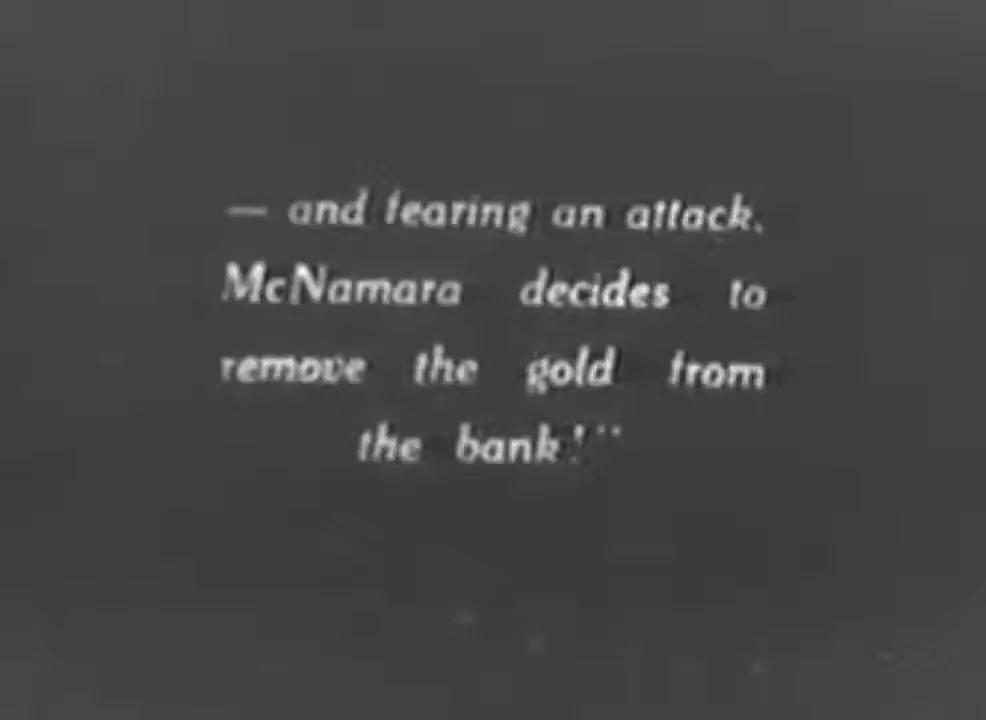 — and fearing an attack,
McNamara decides to
remove the gold from
the bank!"